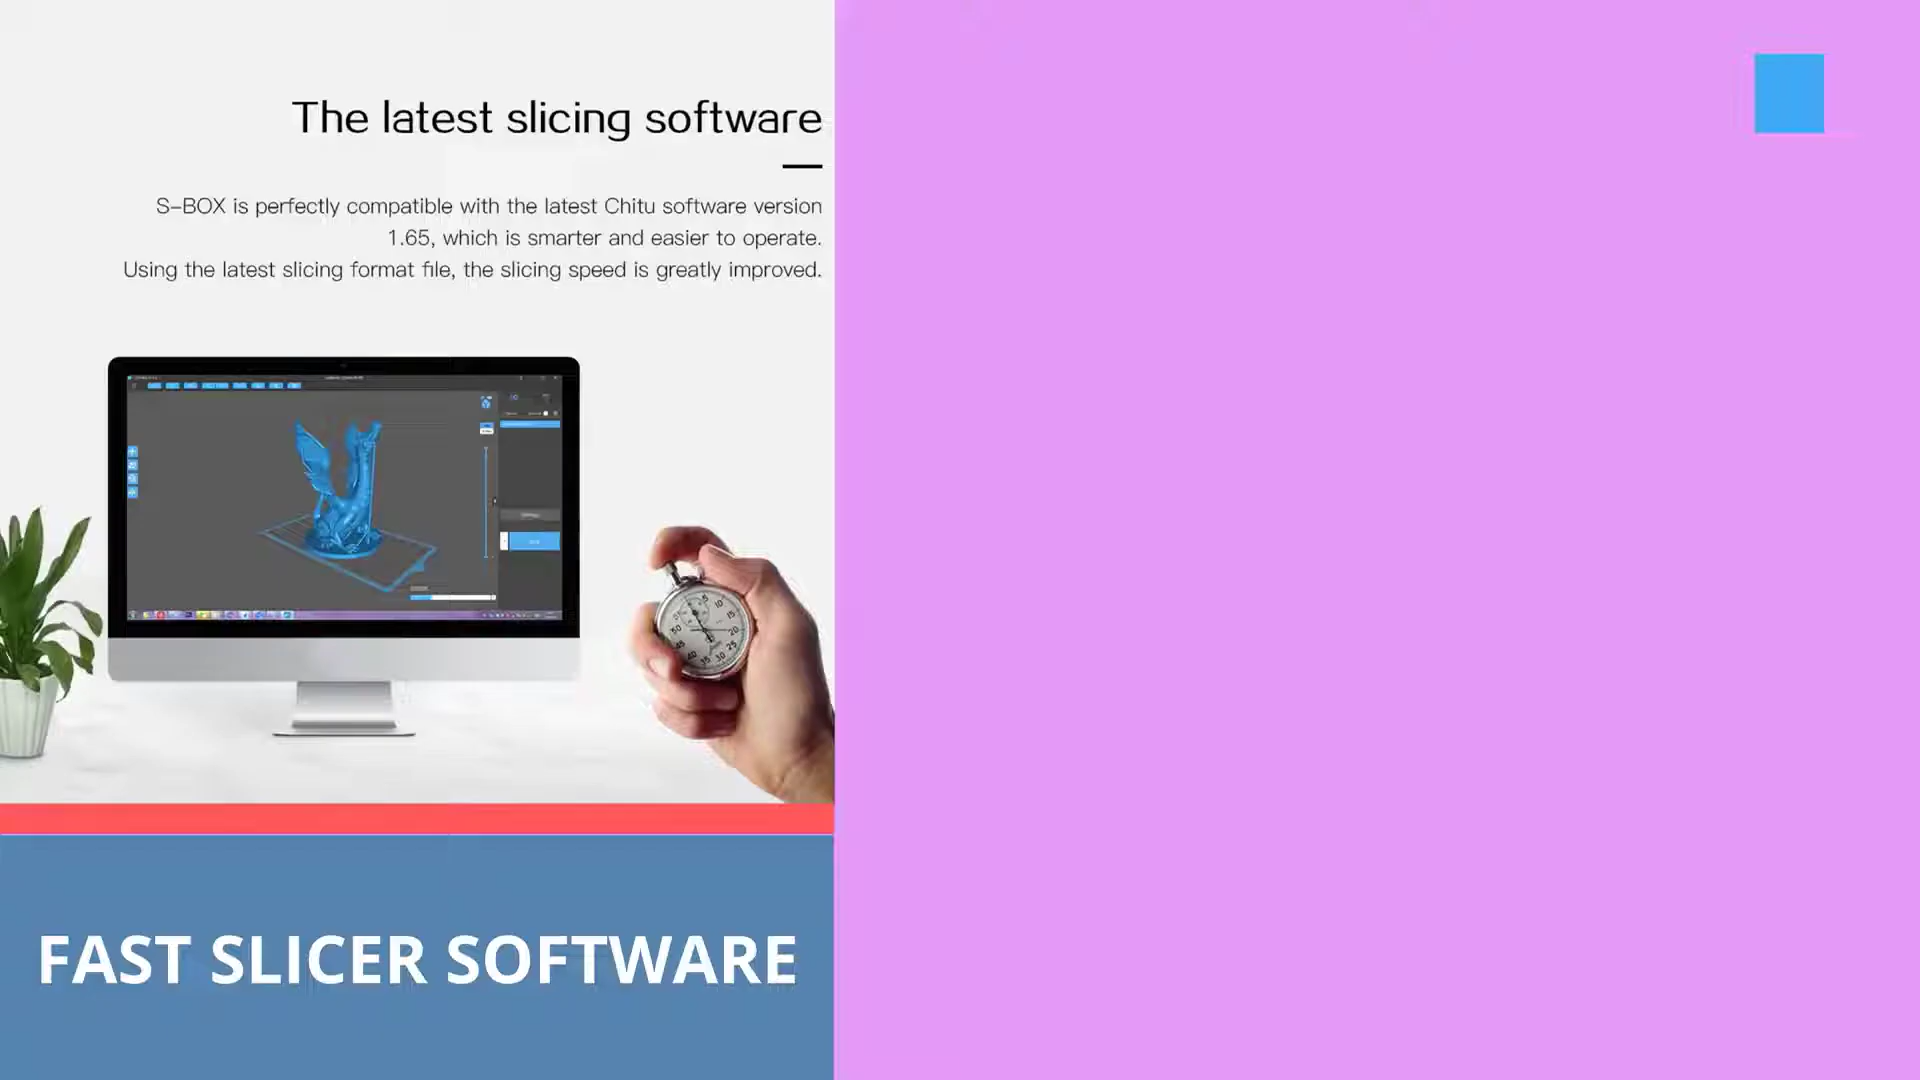 The latest slicing software
S-BOX is perfectly compatible with the latest Chitu software version
1.65, which is smarter and easier to operate.
Using the latest slicing format file, the slicing speed is greatly improved.
FAST SLICER SOFTWARE